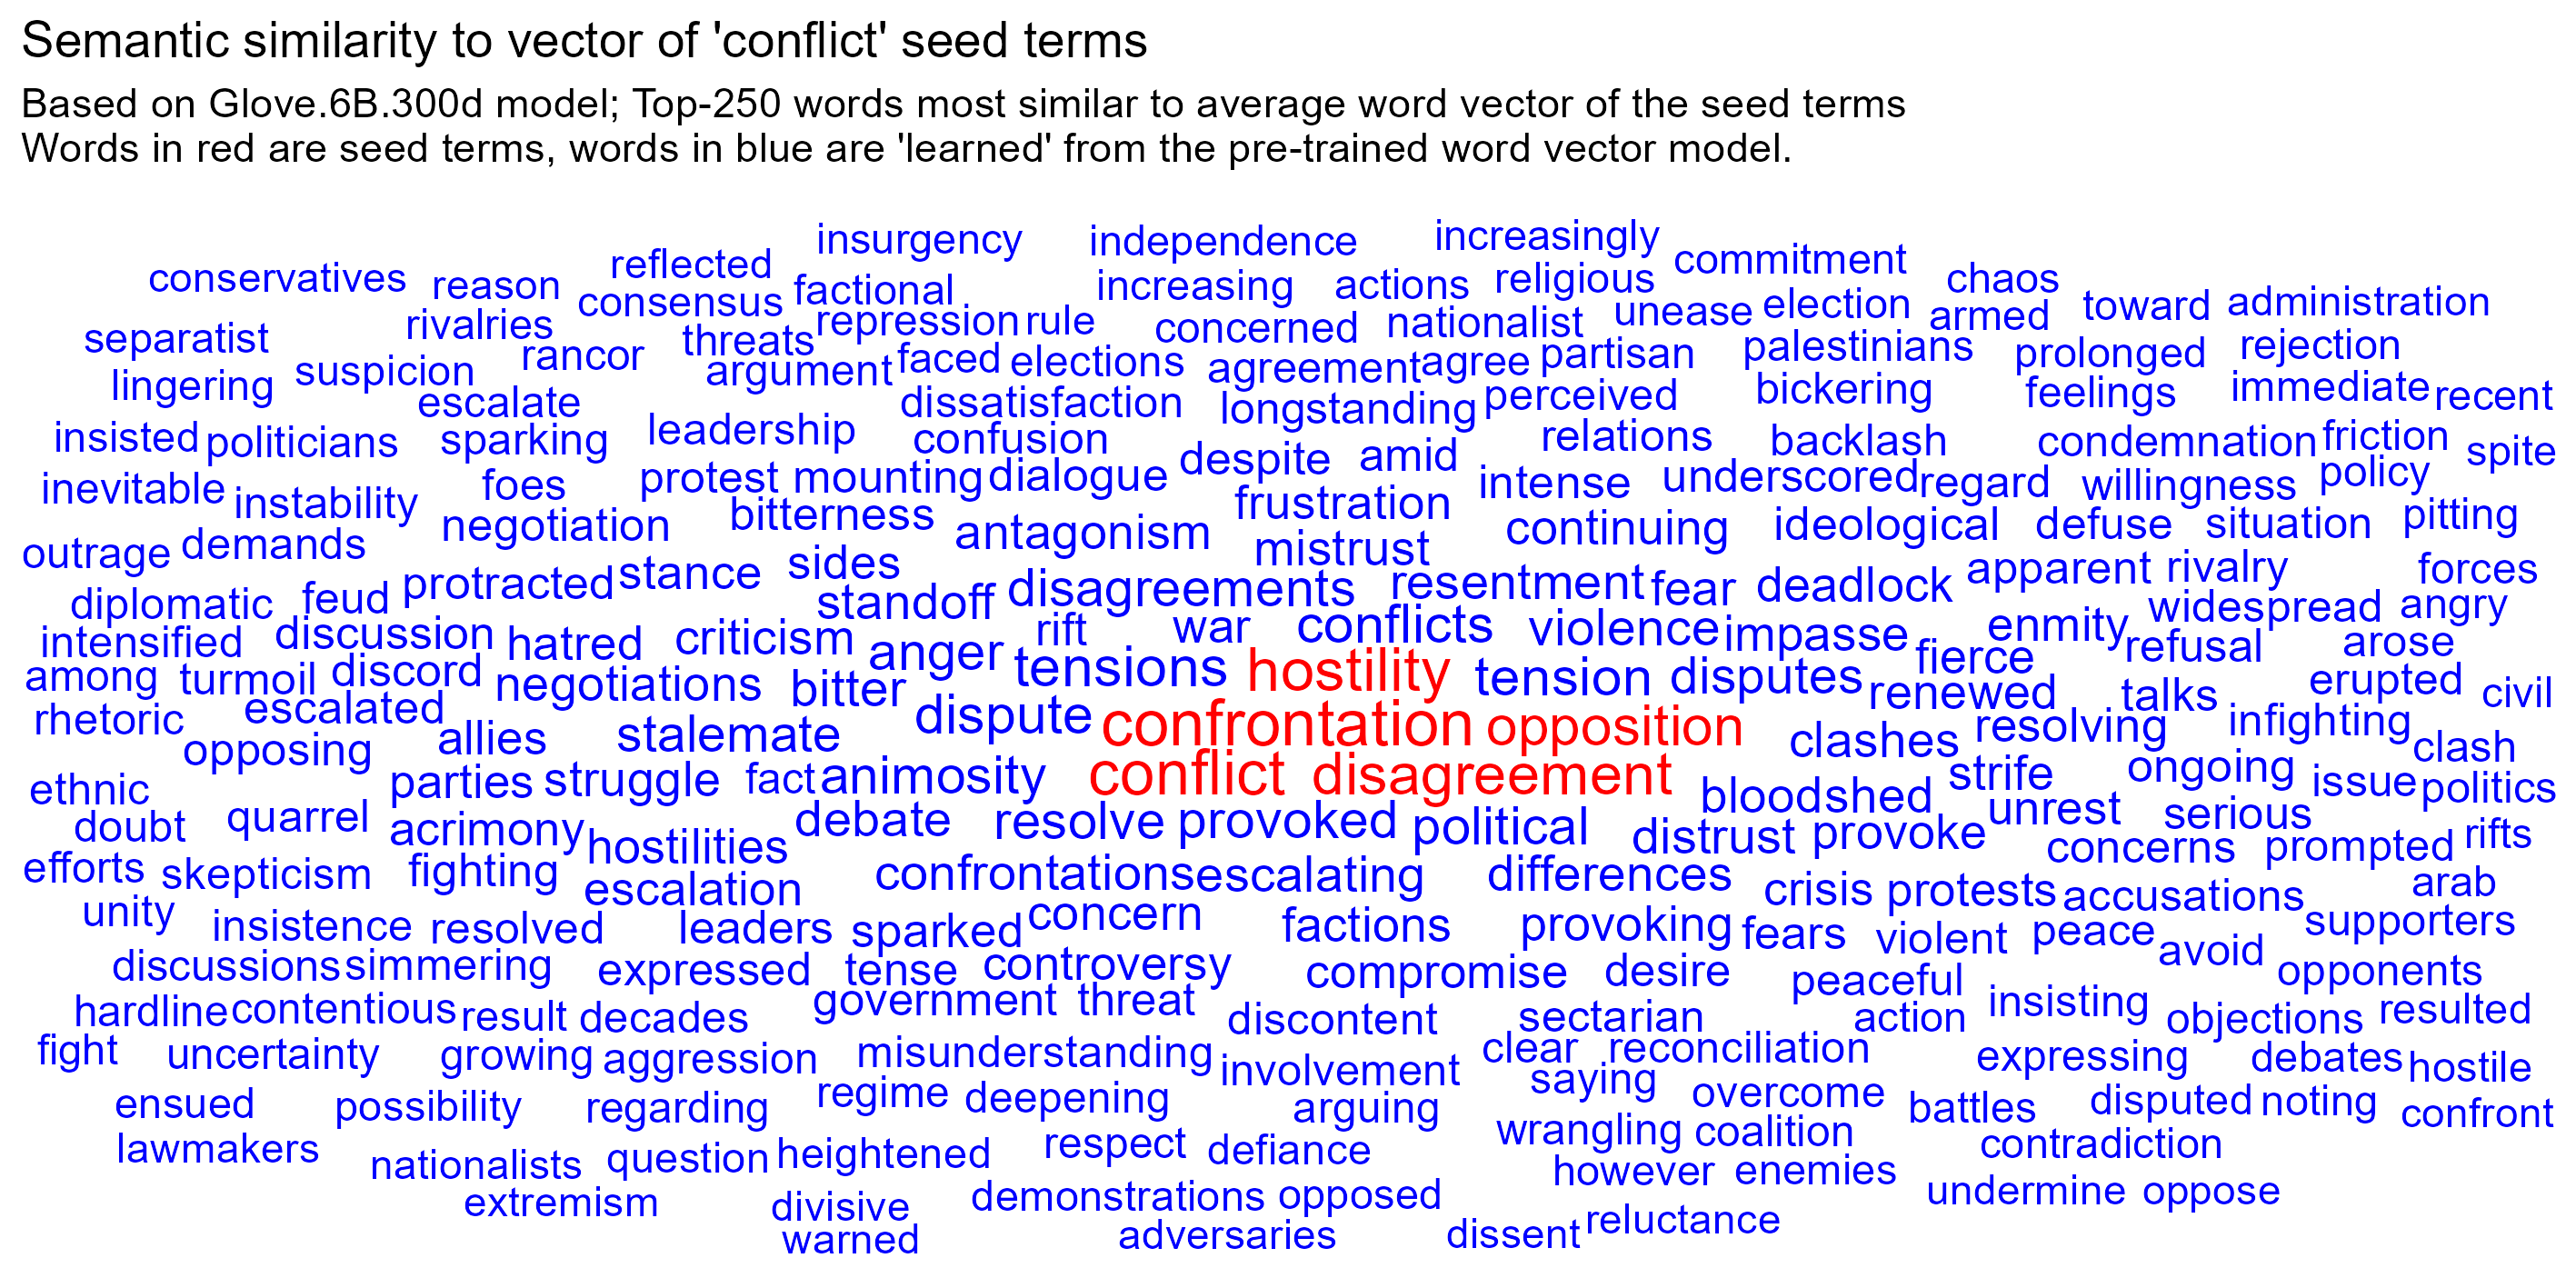 Semantic similarity to vector of 'conflict' seed terms
Based on Glove.6B.300d model; Top-250 words most similar to average word vector of the seed terms
Words in red are seed terms, words in blue are 'learned' from the pre-trained word vector model.
insurgency independence increasingly
conservatives reason reflected consensus factional increasing actions religious commitment chaos
separatist rivalries threats repression rule concerned nationalist unease election armed toward administration
lingering suspicion rancor argument faced elections agreement agree partisan palestinians prolonged rejection
escalate dissatisfaction longstanding perceived bickering feelings immediate recent
insisted politicians sparking leadership confusion despite amid relations backlash condemnation friction spite
inevitable instability foes protest mounting dialogue frustration intense underscored regard willingness policy
outrage demands negotiation bitterness antagonism mistrust continuing ideological defuse situation pitting
diplomatic feud protracted stance sides standoff disagreements resentment fear deadlock apparent rivalry forces
intensified discussion hatred criticism anger rift war conflicts violence impasse enmity widespread angry
among turmoil discord negotiations bitter tensions hostility tension disputes fierce renewed refusal arose
rhetoric escalated dispute confrontation opposition talks erupted civil
opposing allies stalemate clashes resolving infighting clash
ethnic parties struggle fact animosity conflict disagreement bloodshed strife ongoing issue politics
doubt quarrel acrimony hostilities debate resolve provoked political distrust provoke unrest serious rifts
efforts skepticism fighting escalation confrontations escalating differences crisis protests concerns prompted arab
unity insistence resolved leaders sparked concern factions provoking fears violent peace accusations supporters
discussions simmering expressed tense controversy compromise desire peaceful avoid opponents
hardline contentious result decades government threat discontent sectarian action insisting objections resulted
fight uncertainty growing aggression misunderstanding involvement clear reconciliation expressing debates hostile
ensued possibility regarding regime deepening arguing saying overcome battles disputed noting confront
lawmakers nationalists question heightened respect defiance wrangling coalition contradiction
extremism divisive demonstrations opposed however enemies undermine oppose
warned adversaries dissent reluctance